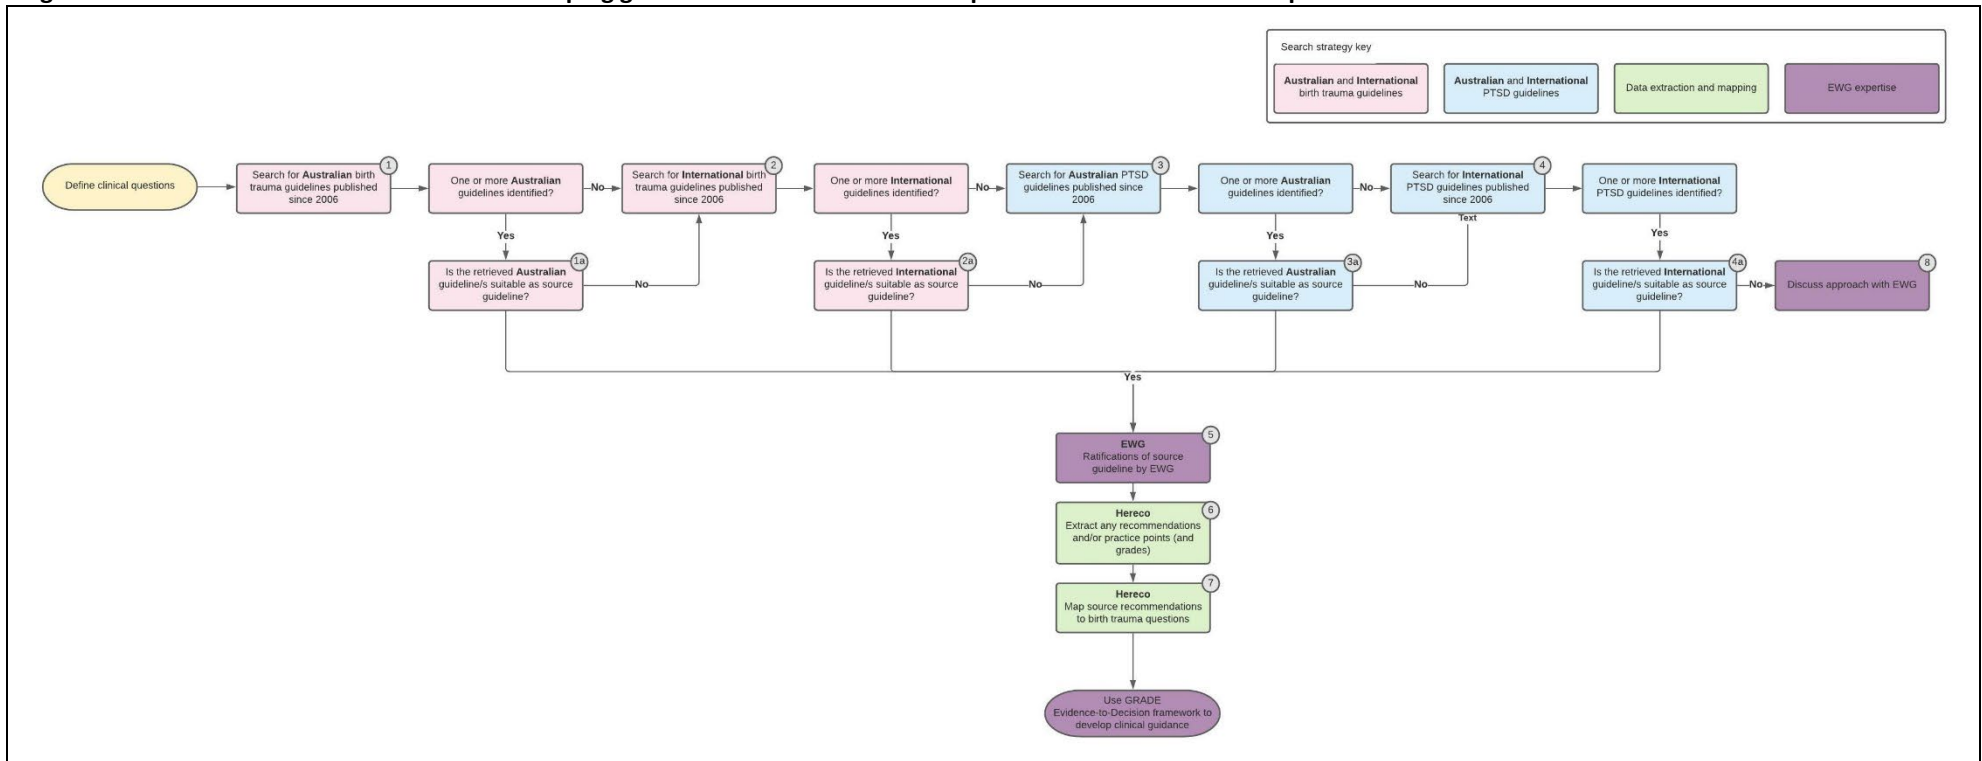 Search strategy key
Australian and International
birth trauma guidelines
Australian and International
PTSD guidelines
Data extraction and mapping
EWG expertise
Define clinical questions
1
Search for Australian birth
trauma guidelines published
since 2006
One or more Australian
guidelines identified?
No
2
Search for International birth
trauma guidelines published
since 2006
One or more International
guidelines identified?
No
3
Search for Australian PTSD
guidelines published since
2006
One or more Australian
guidelines identified?
No
4
Search for International
PTSD guidelines published
since 2006
Text
One or more International
PTSD guidelines identified?
Yes
Yes
Yes
Yes
1a
Is the retrieved Australian
guideline/s suitable as source
guideline?
No
2a
Is the retrieved International
guideline/s suitable as source
guideline?
No
3a
Is the retrieved Australian
guideline/s suitable as source
guideline?
No
4a
Is the retrieved International
guideline/s suitable as source
guideline?
No
8
Discuss approach with EWG
Yes
5
EWG
Ratifications of source
guideline by EWG
6
Hereco
Extract any recommendations
and/or practice points (and
grades)
7
Hereco
Map source recommendations
to birth trauma questions
Use GRADE
Evidence-to-Decision framework to
develop clinical guidance